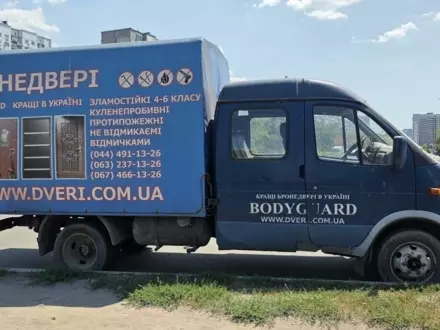 НЕДВЕРІ
КРАЩІ В УКРАЇНІ
ЗЛАМОСТІЙКІ 4-6 КЛАСУ
КУЛЕНЕПРОБИВНІ
ПРОТИПОЖЕЖНІ
НЕ ВІДМИКАЄМІ
ВІДМИЧКАМИ
(044) 491-13-26
(063) 237-13-26
(067) 466-13-26
WWW.DVERI.COM.UA
КРАЩІ БРОНЕДВЕРІ В УКРАЇНІ
BODYGUARD
WWW.DVERI.COM.UA